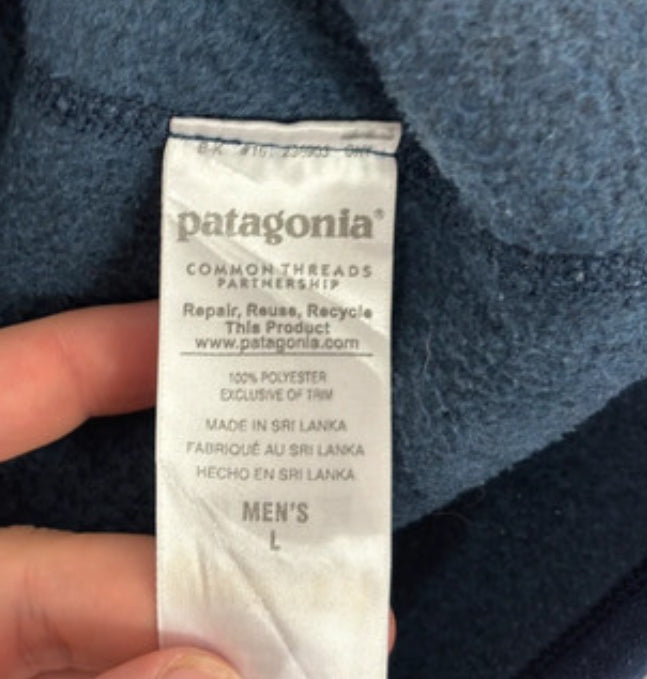 patagonia®
COMMON THREADS
PARTNERSHIP
Repair, Reuse, Recycle
This Product
www.patagonia.com
100% POLYESTER
EXCLUSIVE OF TRIM
MADE IN SRI LANKA
FABRIQUÉ AU SRI LANKA
HECHO EN SRI LANKA
MEN'S
L